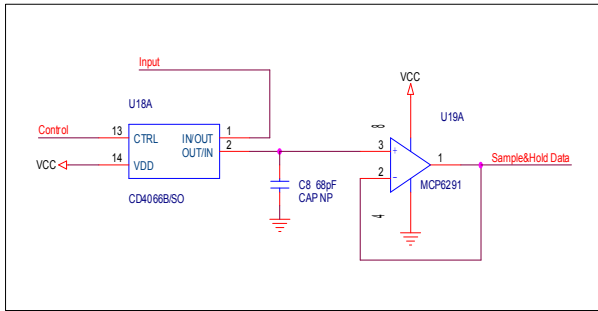 Input
VCC
U18A
U19A
Control
13
CTRL
IN/OUT
1
8
OUT/IN
2
3
+
1
Sample&Hold Data
VCC
14
VDD
2
-
C8 68pF
MCP6291
CD4066B/SO
CAP NP
4